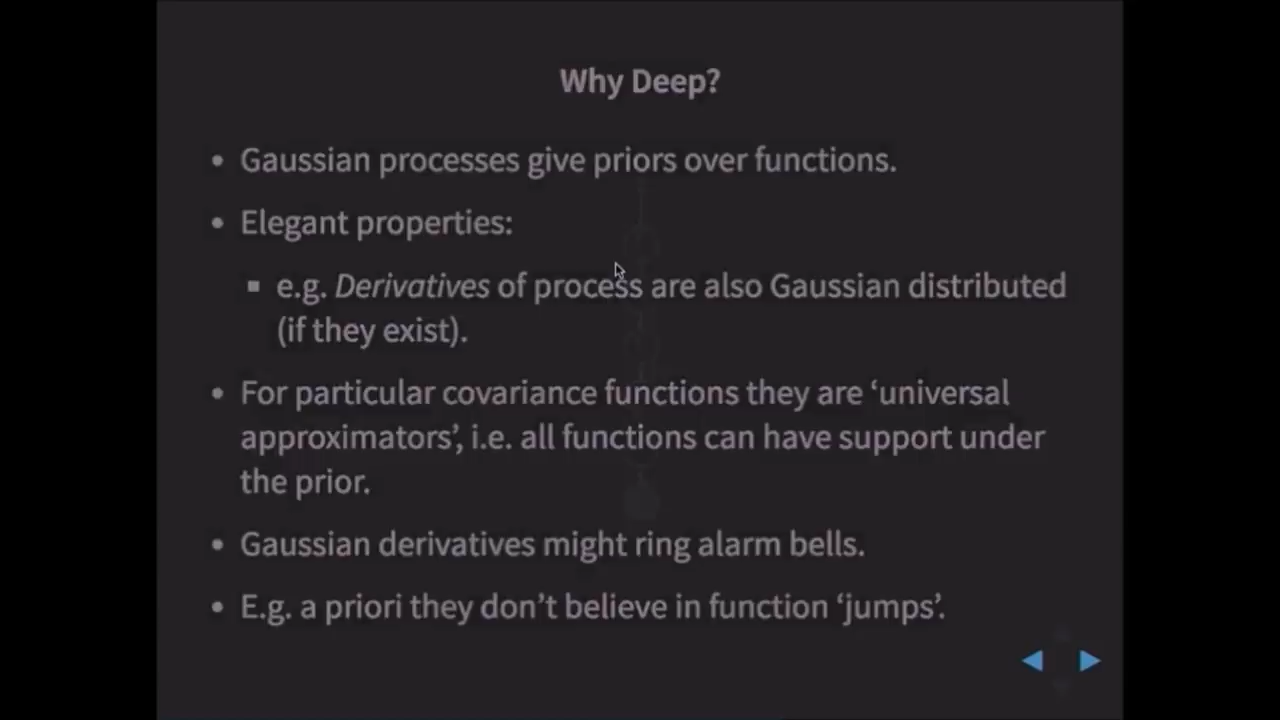 Why Deep?
• Gaussian processes give priors over functions.
• Elegant properties:
▪ e.g. Derivatives of process are also Gaussian distributed
(if they exist).
• For particular covariance functions they are ‘universal
approximators’, i.e. all functions can have support under
the prior.
• Gaussian derivatives might ring alarm bells.
• E.g. a priori they don’t believe in function ‘jumps’.